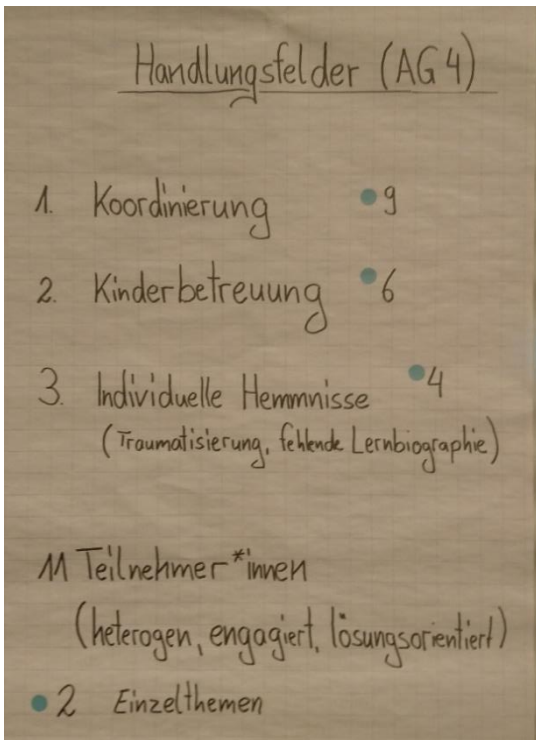 Handlungsfelder (AG 4)
1. Koordinierung 9
2. Kinderbetreuung 6
3. Individuelle Hemmnisse 4
(Traumatisierung, fehlende Lernbiographie)
11 Teilnehmer*innen
(heterogen, engagiert, lösungsorientiert)
2 Einzelthemen